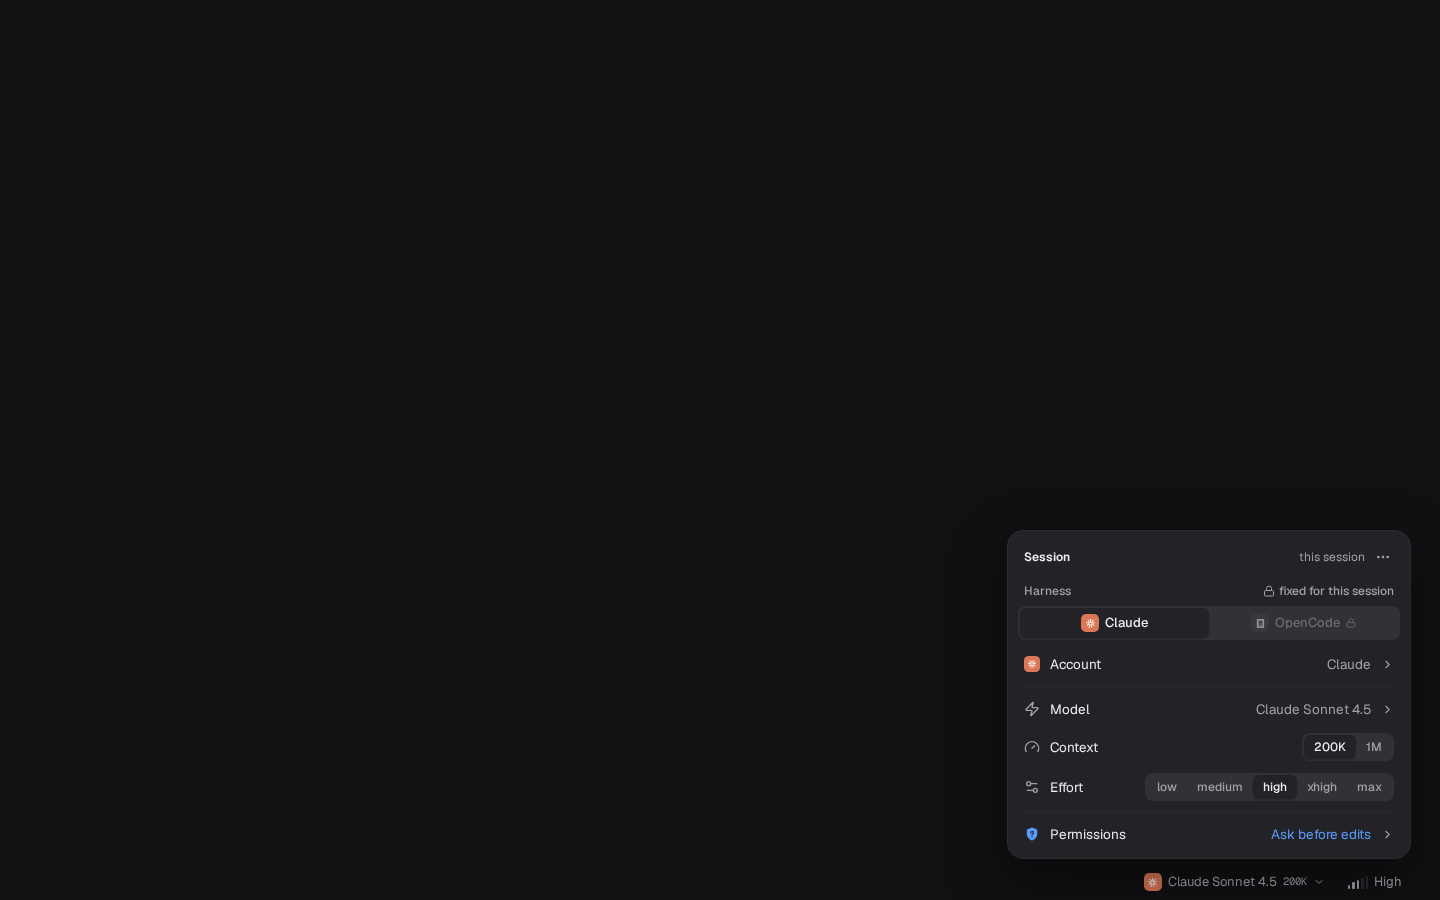 Session this session ···
Harness fixed for this session
Claude OpenCode
Account Claude
Model Claude Sonnet 4.5
Context 200K 1M
Effort low medium high xhigh max
Permissions Ask before edits
Claude Sonnet 4.5 200K High